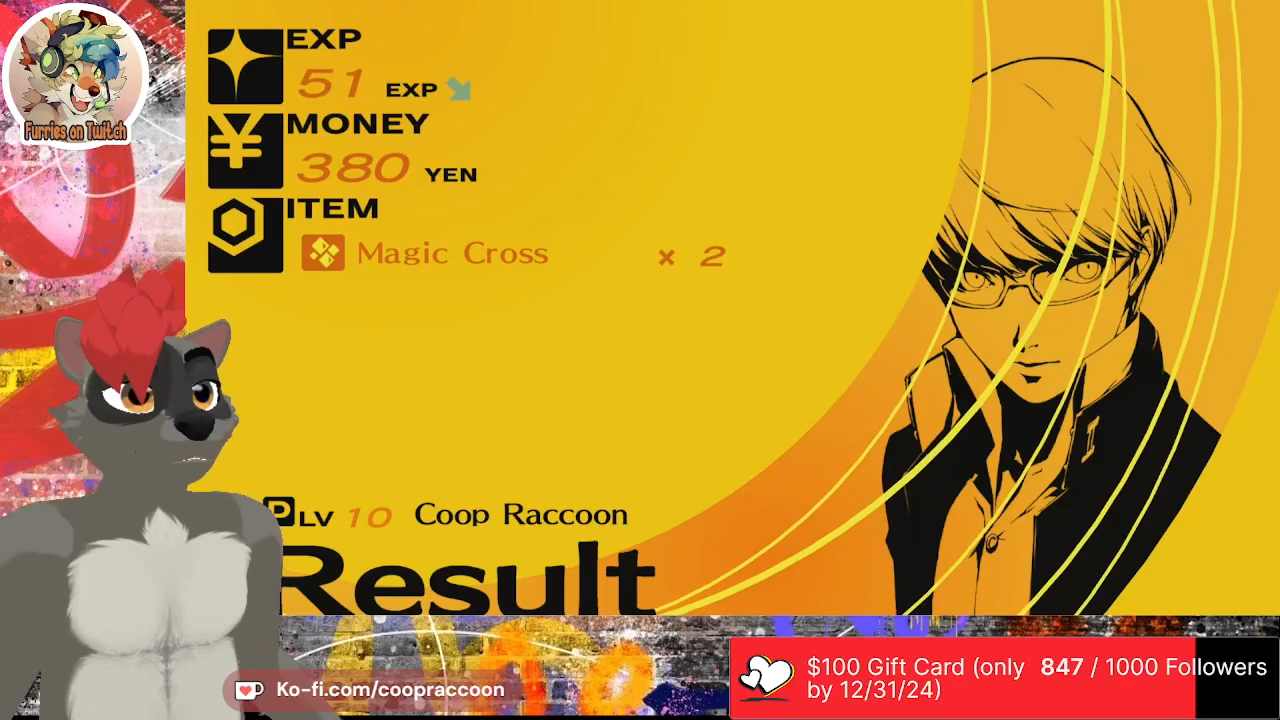 Furries on Twitch
EXP
51 EXP
MONEY
380 YEN
ITEM
Magic Cross × 2
P LV 10 Coop Raccoon
Result
Ko-fi.com/coopraccoon
$100 Gift Card (only 847 / 1000 Followers
by 12/31/24)